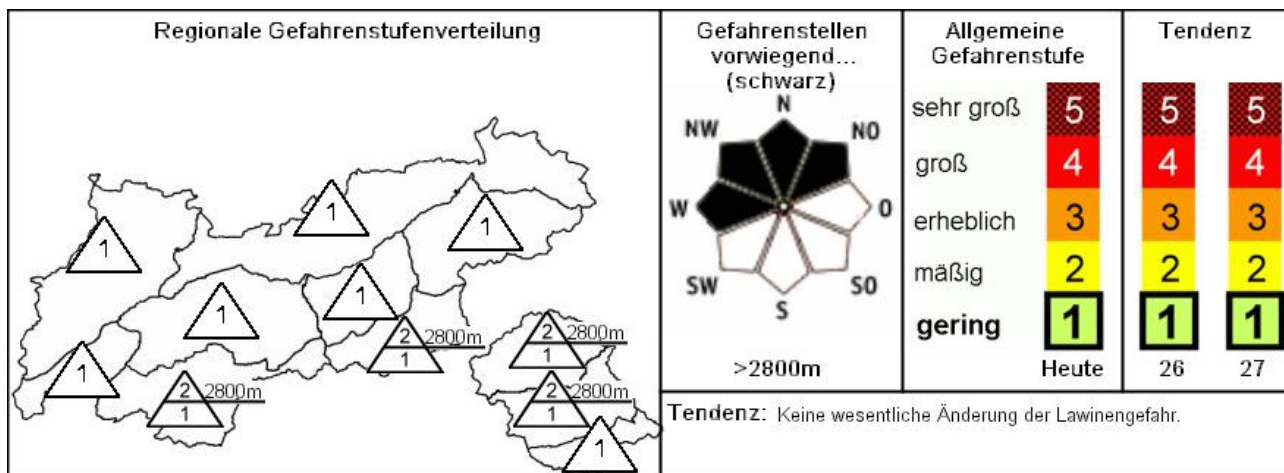 Regionale Gefahrenstufenverteilung
1
1
1
1
1
2 2800m
1
2 2800m
1
1
2 2800m
1
2 2800m
1
1
Gefahrenstellen
vorwiegend...
(schwarz)
N
NW NO
W O
SW SO
S
>2800m
Allgemeine
Gefahrenstufe
Tendenz
sehr groß 5 5 5
groß 4 4 4
erheblich 3 3 3
mäßig 2 2 2
gering 1 1 1
Heute 26 27
Tendenz: Keine wesentliche Änderung der Lawinengefahr.